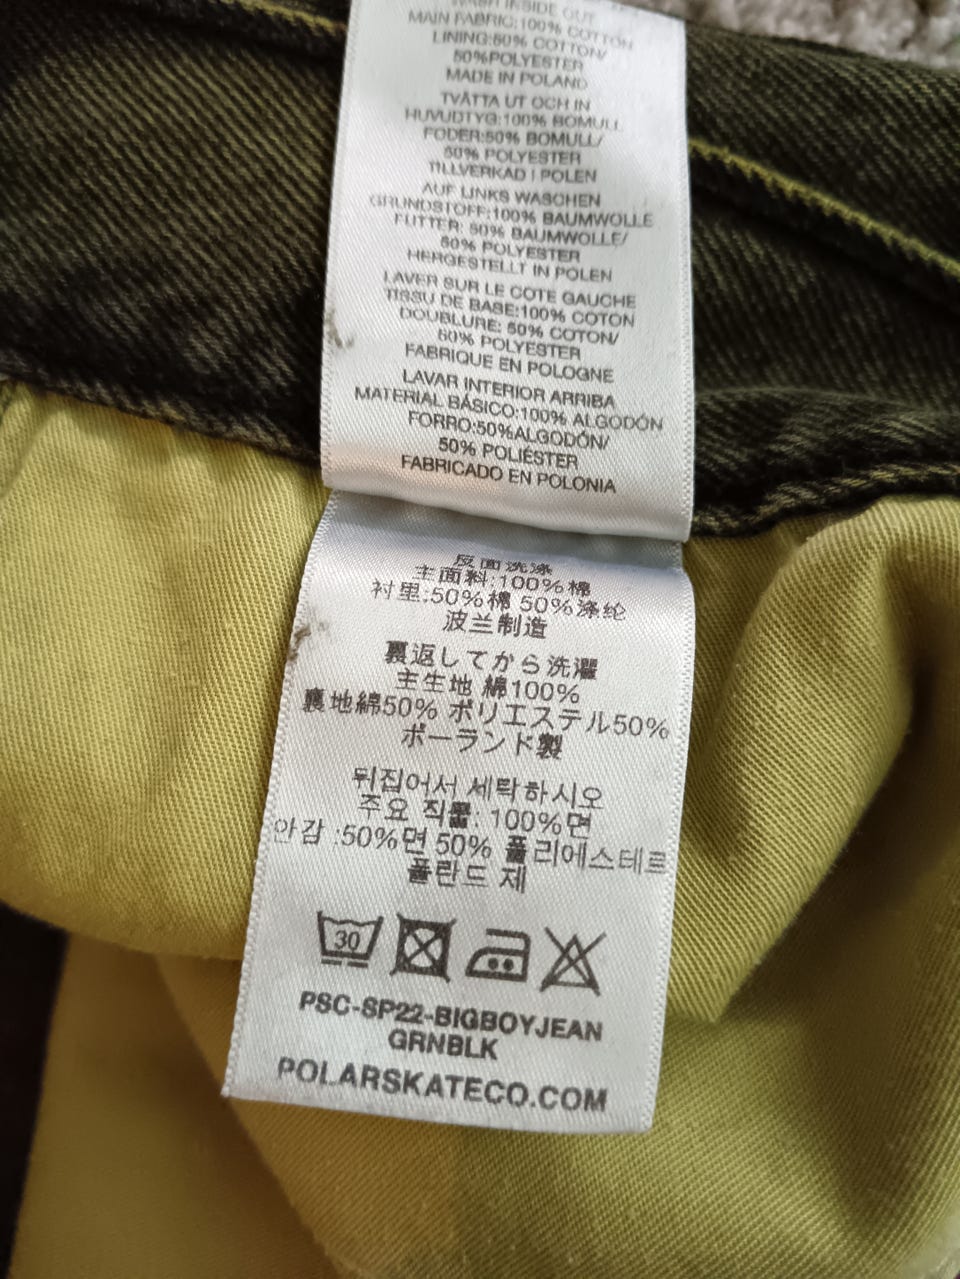 WASH INSIDE OUT
MAIN FABRIC:100% COTTON
LINING:50% COTTON/
50%POLYESTER
MADE IN POLAND
TVÄTTA UT OCH IN
HUVUDTYG:100% BOMULL
FODER:50% BOMULL/
50% POLYESTER
TILLVERKAD I POLEN
AUF LINKS WASCHEN
GRUNDSTOFF:100% BAUMWOLLE
FUTTER: 50% BAUMWOLLE/
50% POLYESTER
HERGESTELLT IN POLEN
LAVER SUR LE COTE GAUCHE
TISSU DE BASE:100% COTON
DOUBLURE: 50% COTON/
50% POLYESTER
FABRIQUE EN POLOGNE
LAVAR INTERIOR ARRIBA
MATERIAL BÁSICO:100% ALGODÓN
FORRO:50%ALGODÓN/
50% POLIÉSTER
FABRICADO EN POLONIA
反面洗涤
主面料:100%棉
衬里:50%棉 50%涤纶
波兰制造
裏返してから洗濯
主生地 綿100%
裏地綿50% ポリエステル50%
ポーランド製
뒤집어서 세탁하시오
주요 직물: 100%면
안감 :50%면 50% 폴리에스테르
폴란드 제
30
PSC-SP22-BIGBOYJEAN
GRNBLK
POLARSKATECO.COM